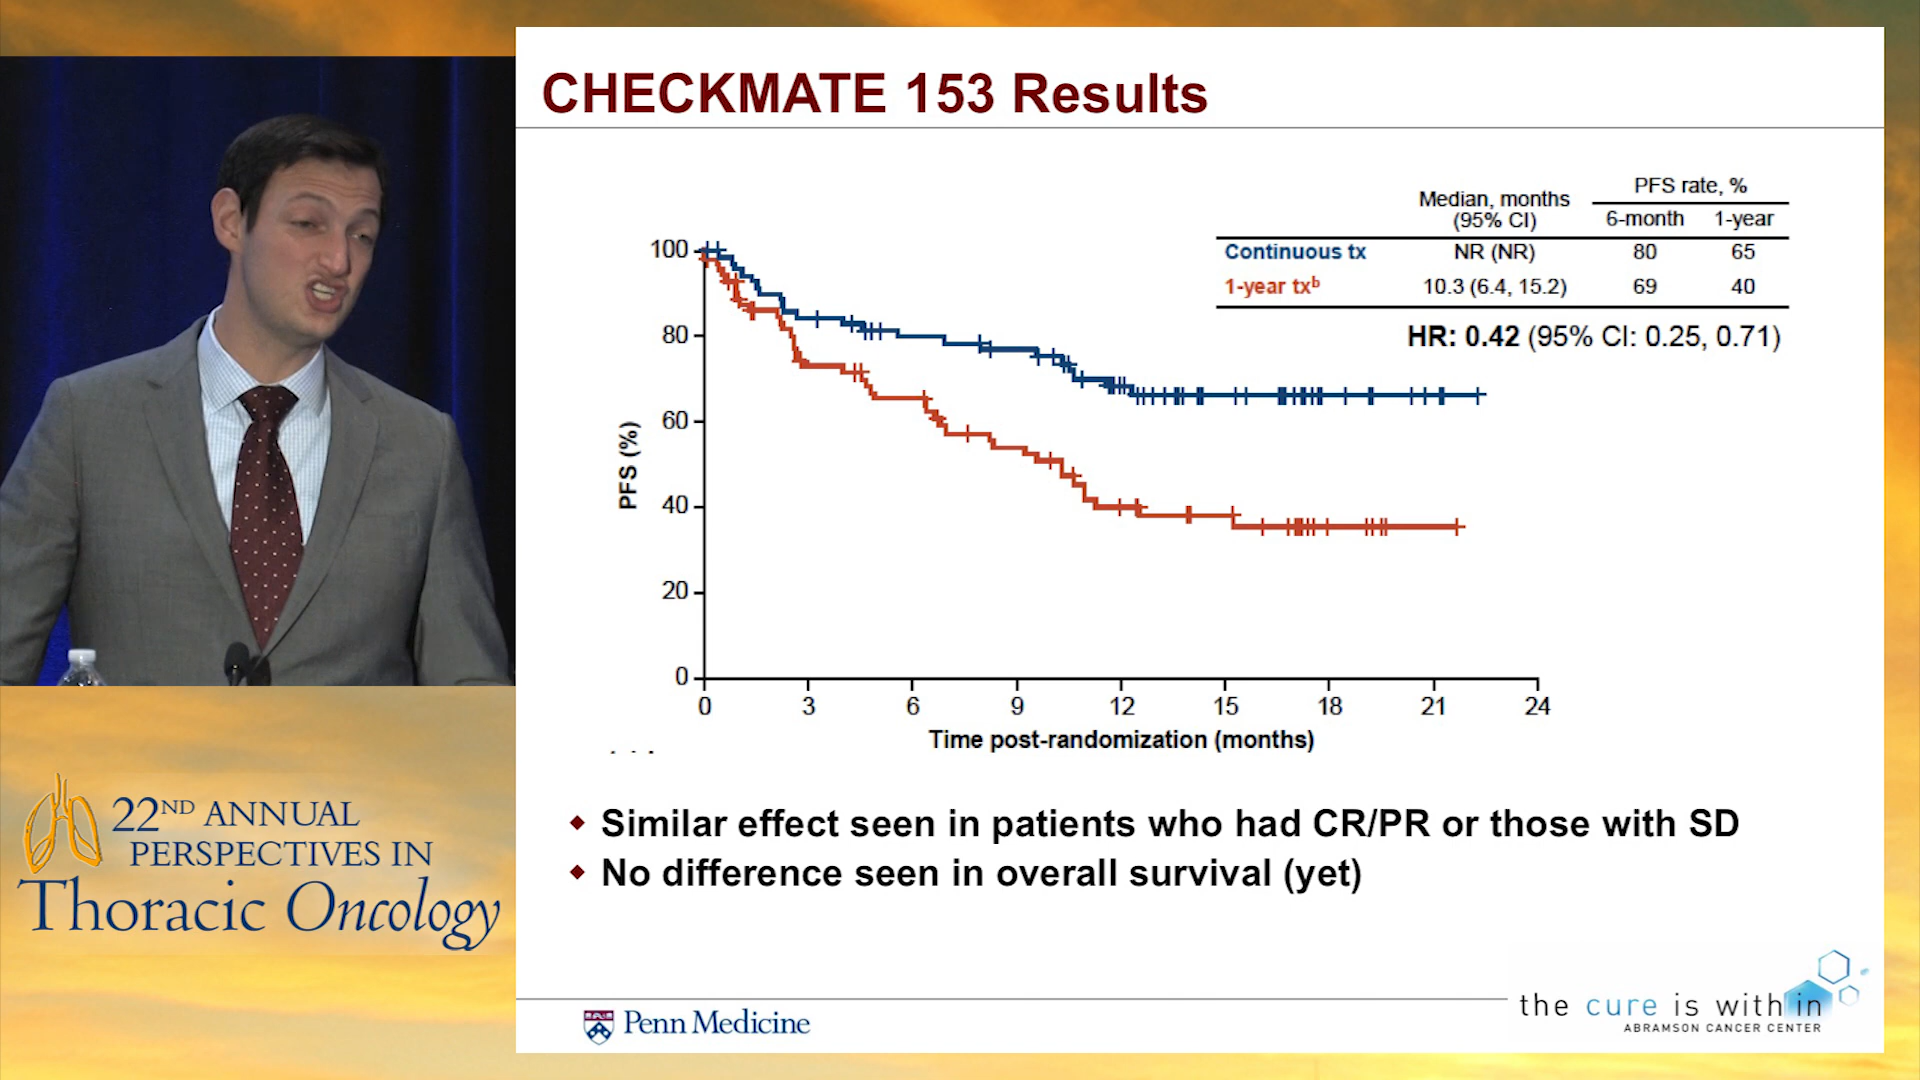 CHECKMATE 153 Results
Median, months
(95% CI)
PFS rate, %
6-month 1-year
Continuous tx NR (NR) 80 65
1-year txᵇ 10.3 (6.4, 15.2) 69 40
HR: 0.42 (95% CI: 0.25, 0.71)
100
80
60
40
20
0
PFS (%)
0 3 6 9 12 15 18 21 24
Time post-randomization (months)
Similar effect seen in patients who had CR/PR or those with SD
No difference seen in overall survival (yet)
22ND ANNUAL
PERSPECTIVES IN
Thoracic Oncology
Penn Medicine
the cure is within
ABRAMSON CANCER CENTER